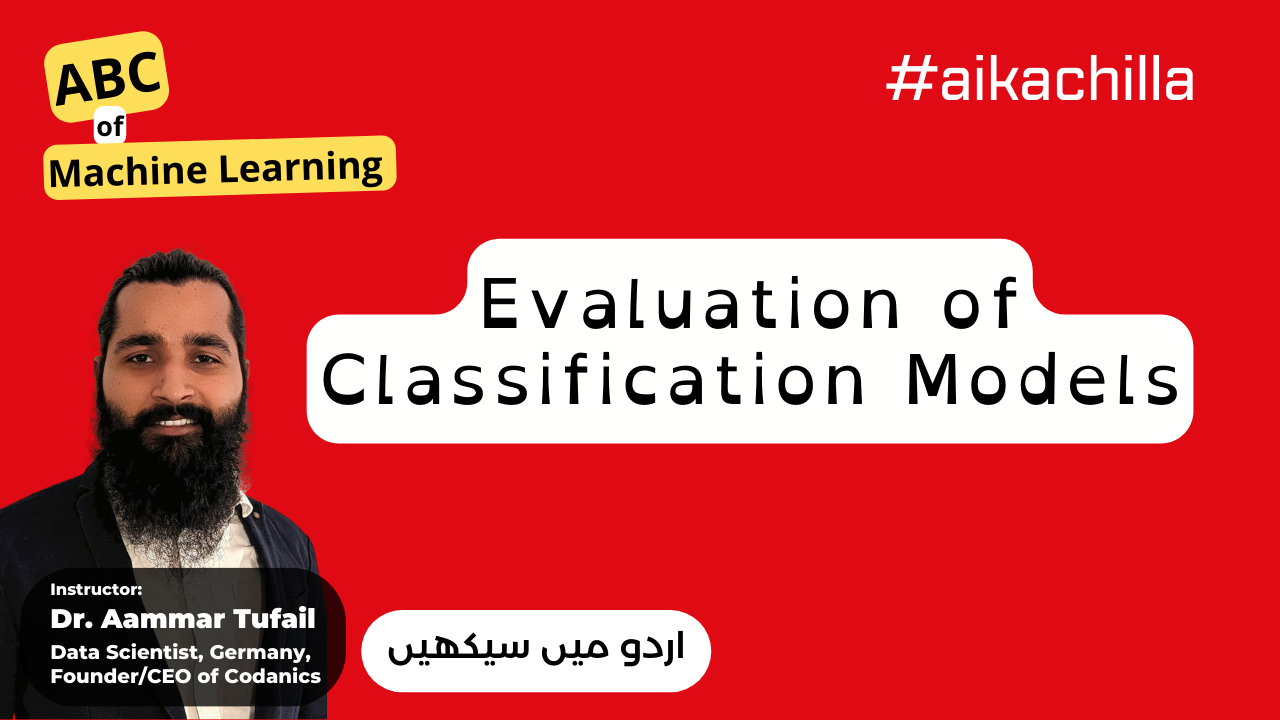 ABC
of
Machine Learning
#aikachilla
Evaluation of
Classification Models
Instructor:
Dr. Aammar Tufail
Data Scientist, Germany,
Founder/CEO of Codanics
اردو میں سیکھیں